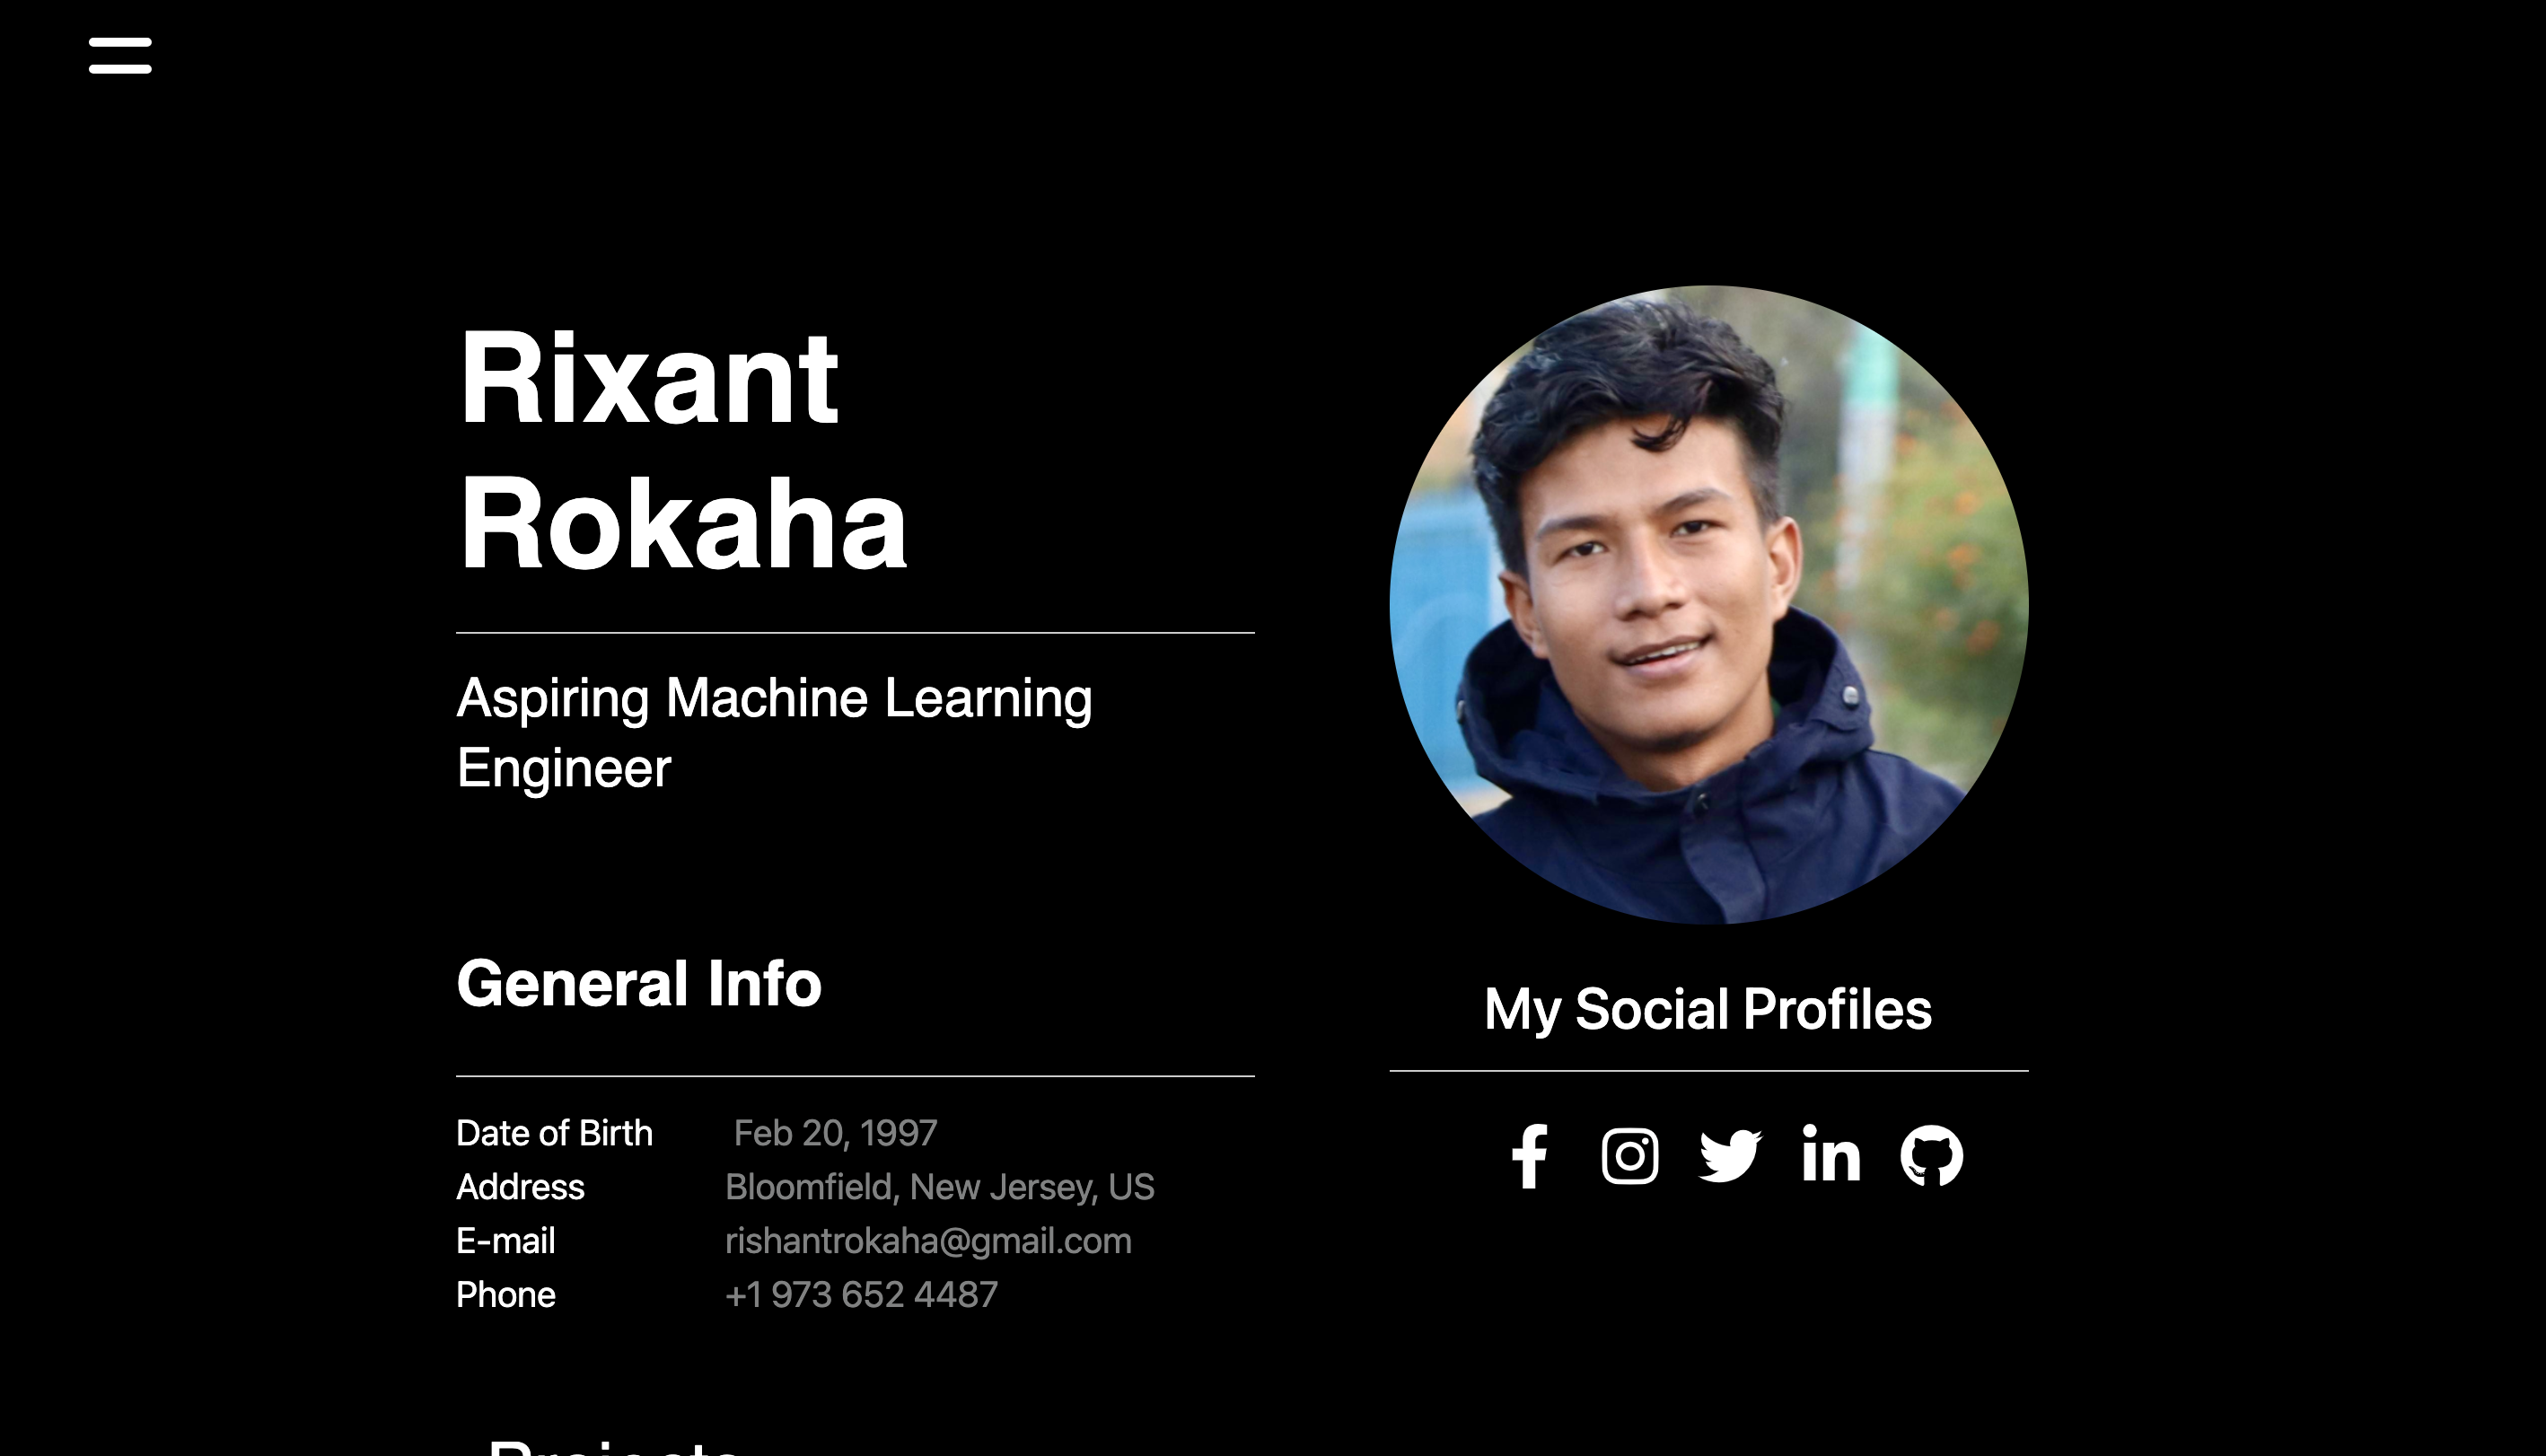 Rixant
Rokaha
Aspiring Machine Learning
Engineer
General Info
Date of Birth Feb 20, 1997
Address Bloomfield, New Jersey, US
E-mail rishantrokaha@gmail.com
Phone +1 973 652 4487
My Social Profiles
Projects